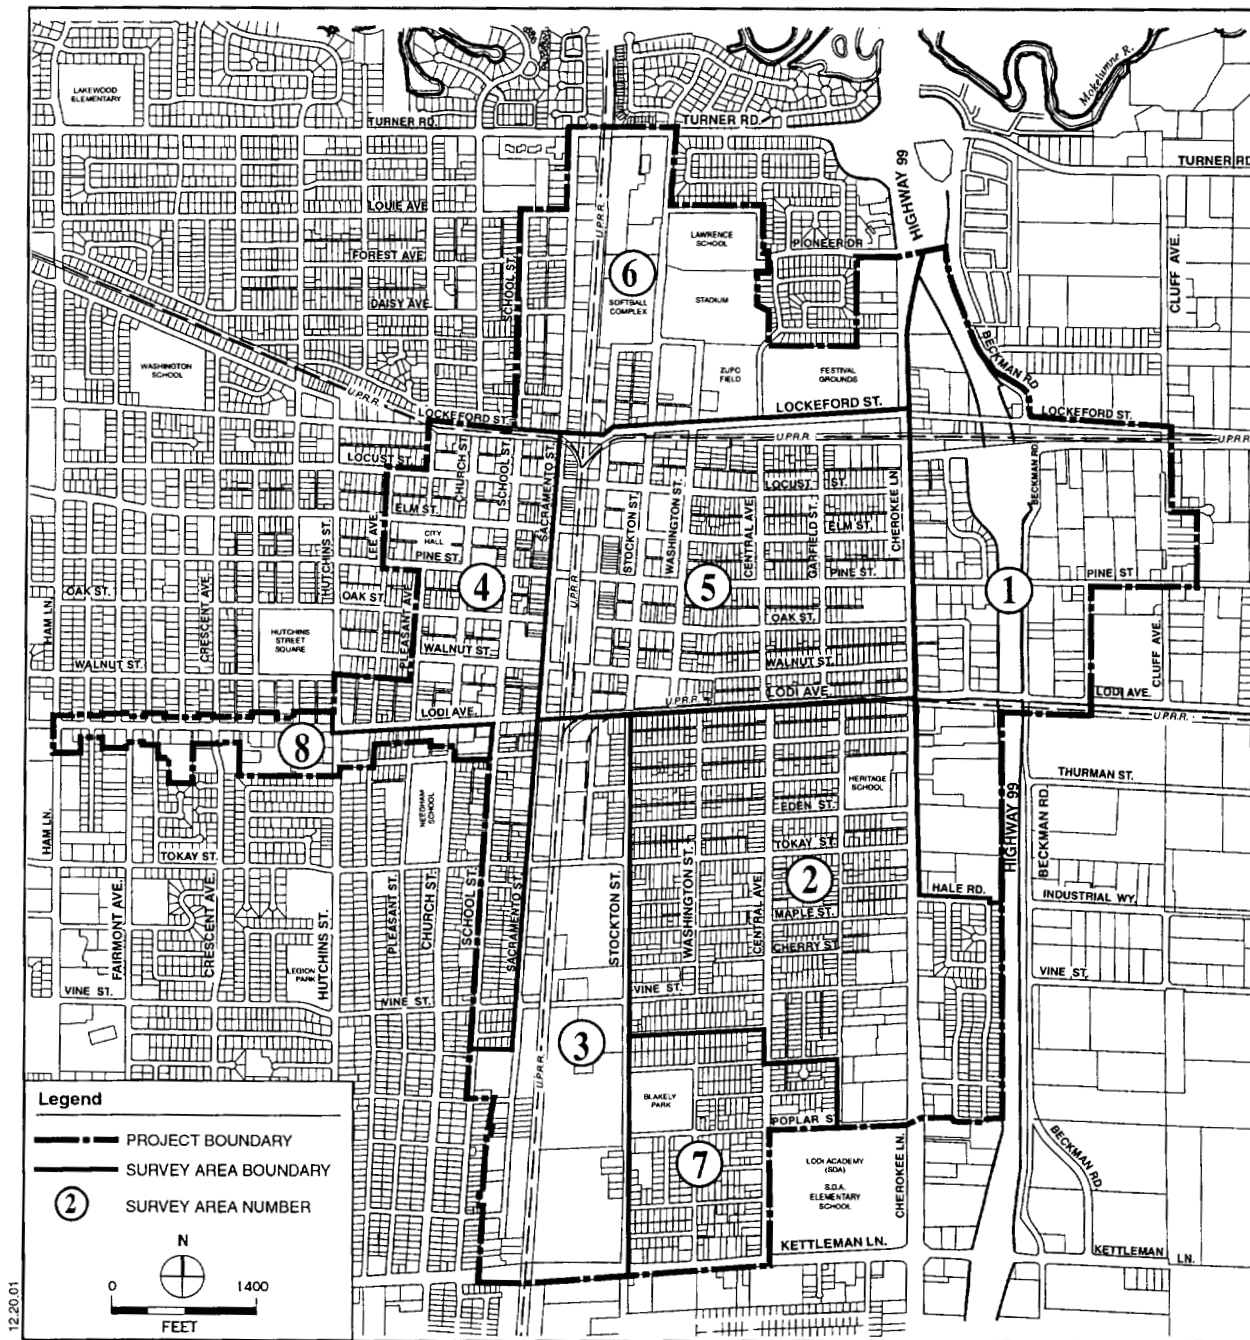 Mokelumne R.
LAKEWOOD
ELEMENTARY
TURNER RD.
TURNER RD.
TURNER RD
HIGHWAY 99
LOUIE AVE
U.P.R.R.
LAWRENCE
SCHOOL
PIONEER DR
FOREST AVE.
SCHOOL ST.
6
SOFTBALL
COMPLEX
STADIUM
CLUFF AVE.
DAISY AVE
WASHINGTON
SCHOOL
BECKMAN RD
ZUPO
FIELD
FESTIVAL
GROUNDS
U.P.R.R.
LOCKEFORD ST.
LOCKEFORD ST.
LOCKEFORD ST.
U.P.R.R.
U.P.R.R.
LOCUST ST.
CHURCH ST.
SCHOOL ST.
SACRAMENTO ST.
STOCKTON ST.
WASHINGTON ST.
CENTRAL AVE.
LOCUST ST.
GARFIELD ST.
CHEROKEE LN.
BECKMAN RD.
ELM ST.
ELM ST.
HUTCHINS ST.
LEE AVE.
CITY
HALL
PINE ST.
PINE ST.
PINE ST
4
5
1
U.P.R.R.
HAM LN.
OAK ST.
CRESCENT AVE.
OAK ST.
PLEASANT AVE.
OAK ST.
HUTCHINS
STREET
SQUARE
WALNUT ST.
WALNUT ST.
WALNUT ST.
CLUFF AVE.
LODI AVE.
LODI AVE.
LODI AVE.
U.P.R.R.
U.P.R.R.
8
HERITAGE
SCHOOL
THURMAN ST.
HIGHWAY 99
BECKMAN RD.
HAM LN.
NEEDHAM
SCHOOL
EDEN ST.
TOKAY ST.
TOKAY ST.
2
HALE RD.
INDUSTRIAL WY.
FAIRMONT AVE.
CRESCENT AVE.
HUTCHINS ST.
PLEASANT ST.
CHURCH ST.
SCHOOL ST.
SACRAMENTO ST.
STOCKTON ST.
WASHINGTON ST.
CENTRAL AVE.
MAPLE ST.
CHERRY ST.
LEGION
PARK
VINE ST.
VINE ST.
VINE ST.
VINE ST.
3
U.P.R.R.
BLAKELY
PARK
POPLAR ST
7
LODI ACADEMY
(SDA)
S.D.A.
ELEMENTARY
SCHOOL
CHEROKEE LN.
BECKMAN RD.
KETTLEMAN LN.
KETTLEMAN LN.
Legend
PROJECT BOUNDARY
SURVEY AREA BOUNDARY
2 SURVEY AREA NUMBER
N
0 1400
FEET
12.20.01